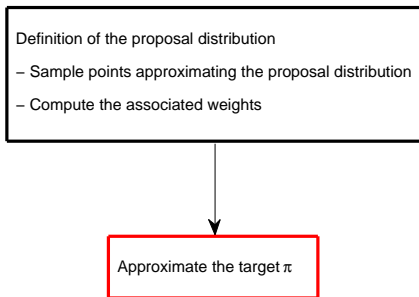 Definition of the proposal distribution
– Sample points approximating the proposal distribution
– Compute the associated weights
Approximate the target π